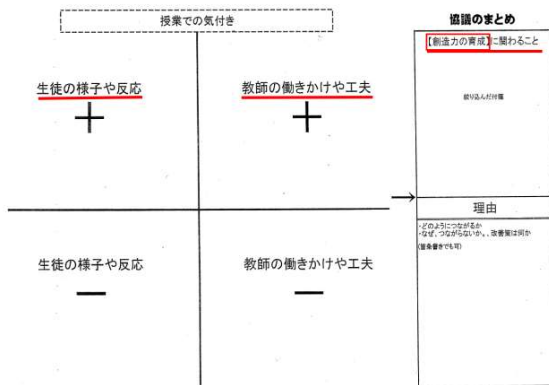 授業での気付き
協議のまとめ
生徒の様子や反応
+
教師の働きかけや工夫
+
【創造力の育成】に関わること
絞り込んだ付箋
理由
・どのようにつながるか
・なぜ、つながらないか。、改善策は何か
(箇条書きでも可)
生徒の様子や反応
−
教師の働きかけや工夫
−